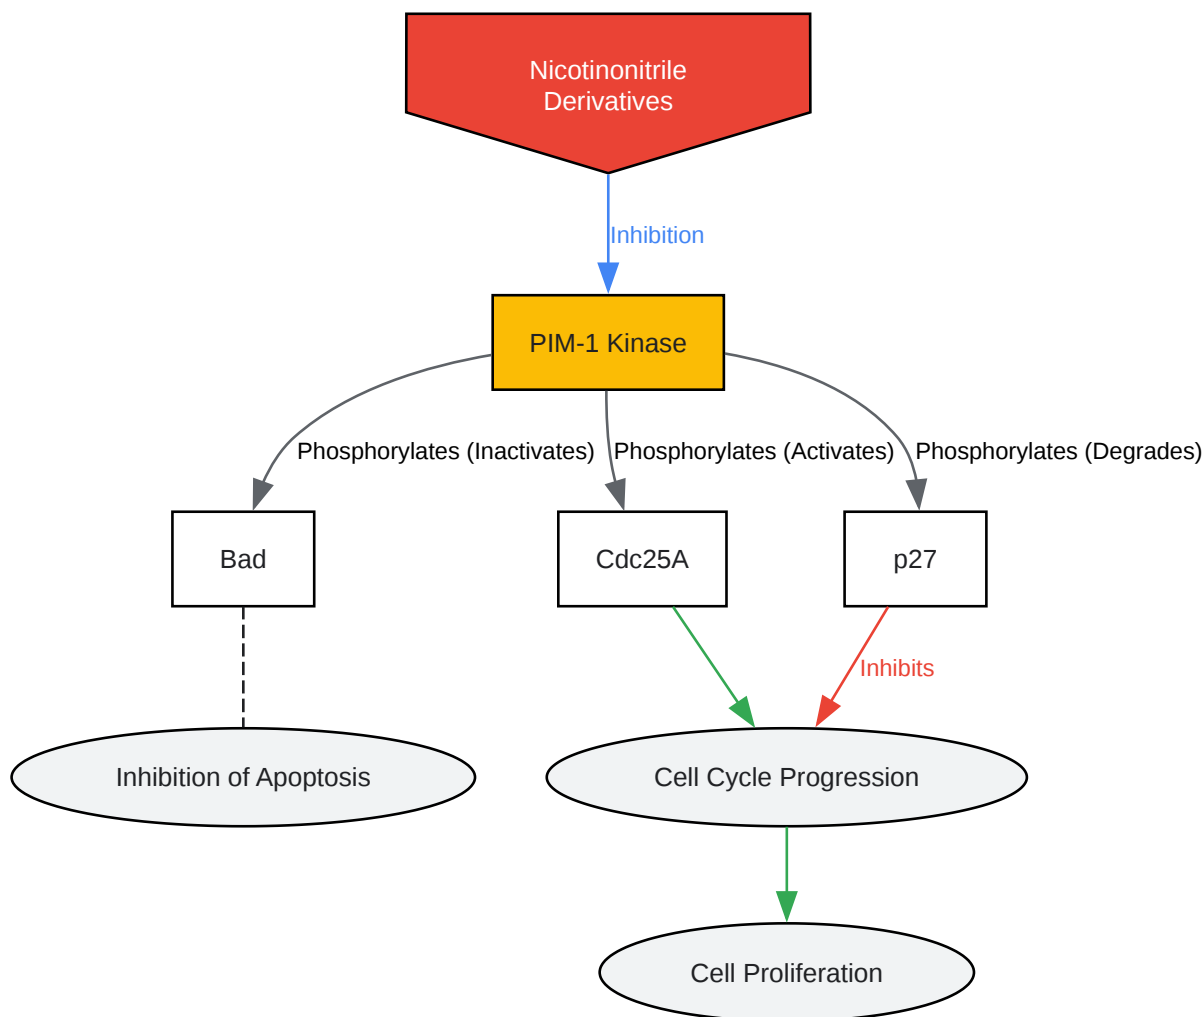 Nicotinonitrile
Derivatives
Inhibition
PIM-1 Kinase
Phosphorylates (Inactivates)
Phosphorylates (Activates)
Phosphorylates (Degrades)
Bad
Cdc25A
p27
Inhibits
Inhibition of Apoptosis
Cell Cycle Progression
Cell Proliferation